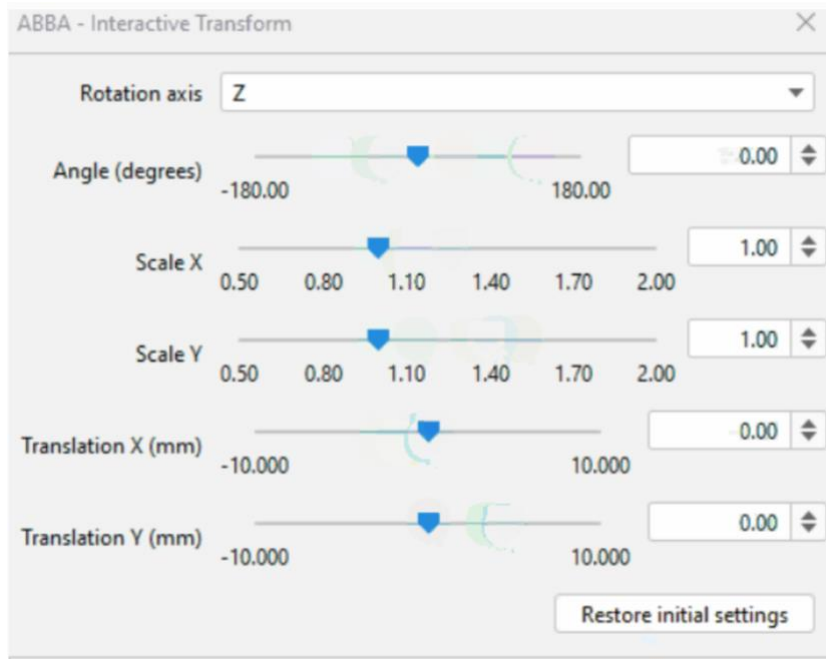 ABBA - Interactive Transform
Rotation axis Z
Angle (degrees) 0.00
-180.00 180.00
Scale X 1.00
0.50 0.80 1.10 1.40 1.70 2.00
Scale Y 1.00
0.50 0.80 1.10 1.40 1.70 2.00
Translation X (mm) 0.00
-10.000 10.000
Translation Y (mm) 0.00
-10.000 10.000
Restore initial settings